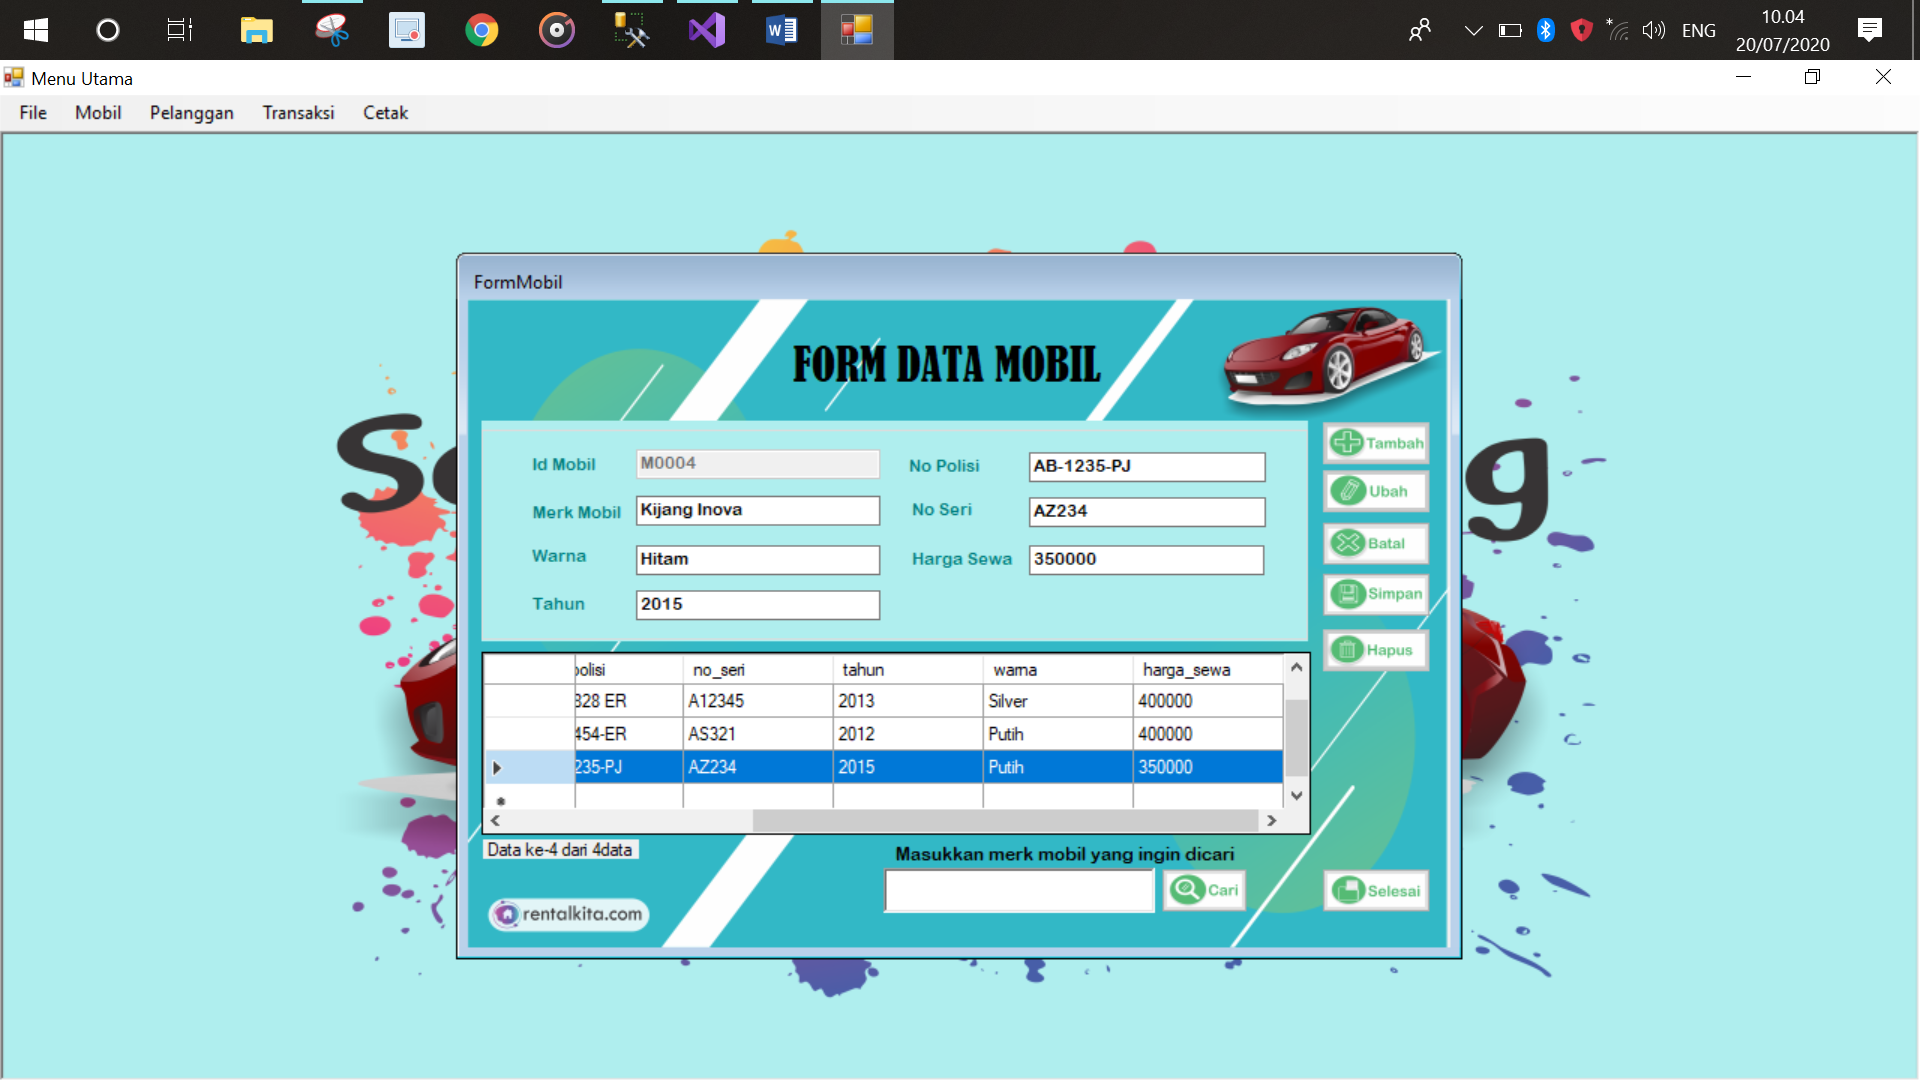 ENG
10.04
20/07/2020
Menu Utama
File Mobil Pelanggan Transaksi Cetak
FormMobil
FORM DATA MOBIL
Id Mobil M0004 No Polisi AB-1235-PJ
Merk Mobil Kijang Inova No Seri AZ234
Warna Hitam Harga Sewa 350000
Tahun 2015
Tambah
Ubah
Batal
Simpan
Hapus
polisi no_seri tahun warna harga_sewa
328 ER A12345 2013 Silver 400000
454-ER AS321 2012 Putih 400000
235-PJ AZ234 2015 Putih 350000
Data ke-4 dari 4data
Masukkan merk mobil yang ingin dicari
Cari
Selesai
rentalkita.com